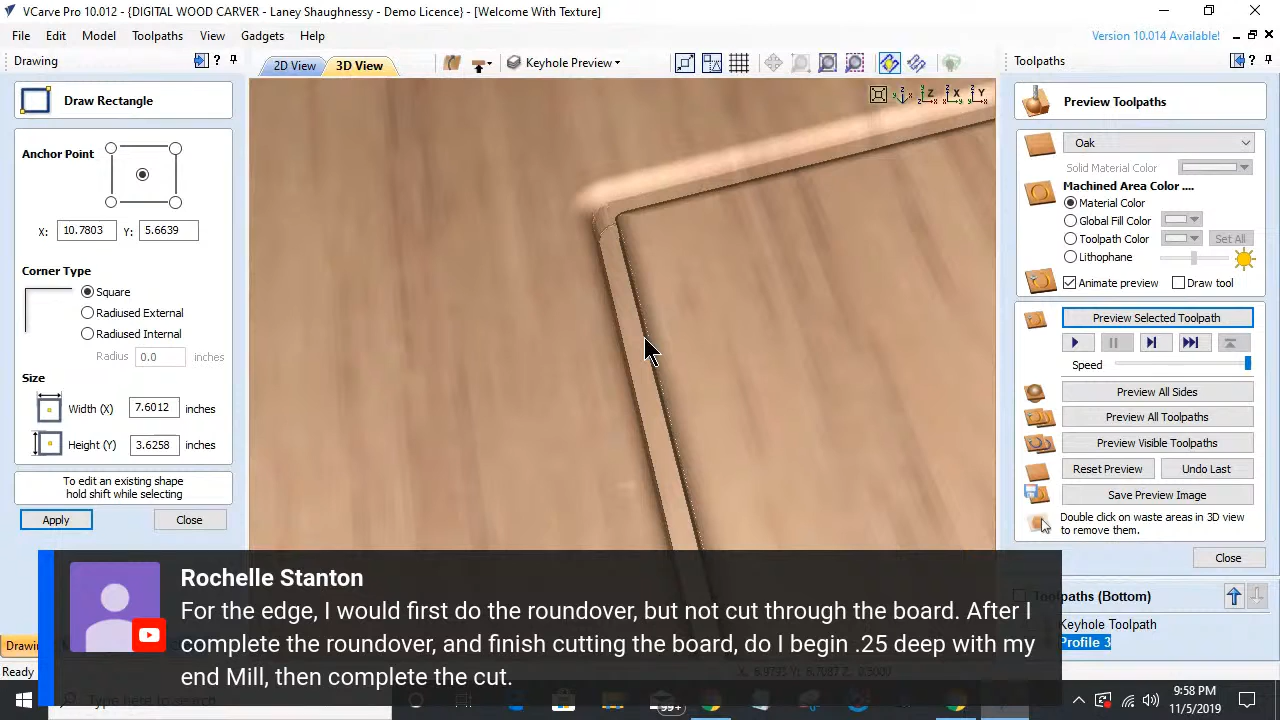 VCarve Pro 10.012 - {DIGITAL WOOD CARVER - Laney Shaughnessy - Demo Licence} - [Welcome With Texture]
File Edit Model Toolpaths View Gadgets Help
Version 10.014 Available!
Drawing
2D View 3D View
Keyhole Preview
Toolpaths
Draw Rectangle
Anchor Point
X: 10.7803 Y: 5.6639
Corner Type
Square
Radiused External
Radiused Internal
Radius 0.0 inches
Size
Width (X) 7.6012 inches
Height (Y) 3.6258 inches
To edit an existing shape
hold shift while selecting
Apply Close
Z X Y
Preview Toolpaths
Oak
Solid Material Color
Machined Area Color ....
Material Color
Global Fill Color
Toolpath Color Set All
Lithophane
Animate preview Draw tool
Preview Selected Toolpath
Speed
Preview All Sides
Preview All Toolpaths
Preview Visible Toolpaths
Reset Preview Undo Last
Save Preview Image
Double click on waste areas in 3D view
to remove them.
Close
Toolpaths (Bottom)
Keyhole Toolpath
Profile 3
Rochelle Stanton
For the edge, I would first do the roundover, but not cut through the board. After I
complete the roundover, and finish cutting the board, do I begin .25 deep with my
end Mill, then complete the cut.
Ready
Type here to search
99+
9:58 PM
11/5/2019